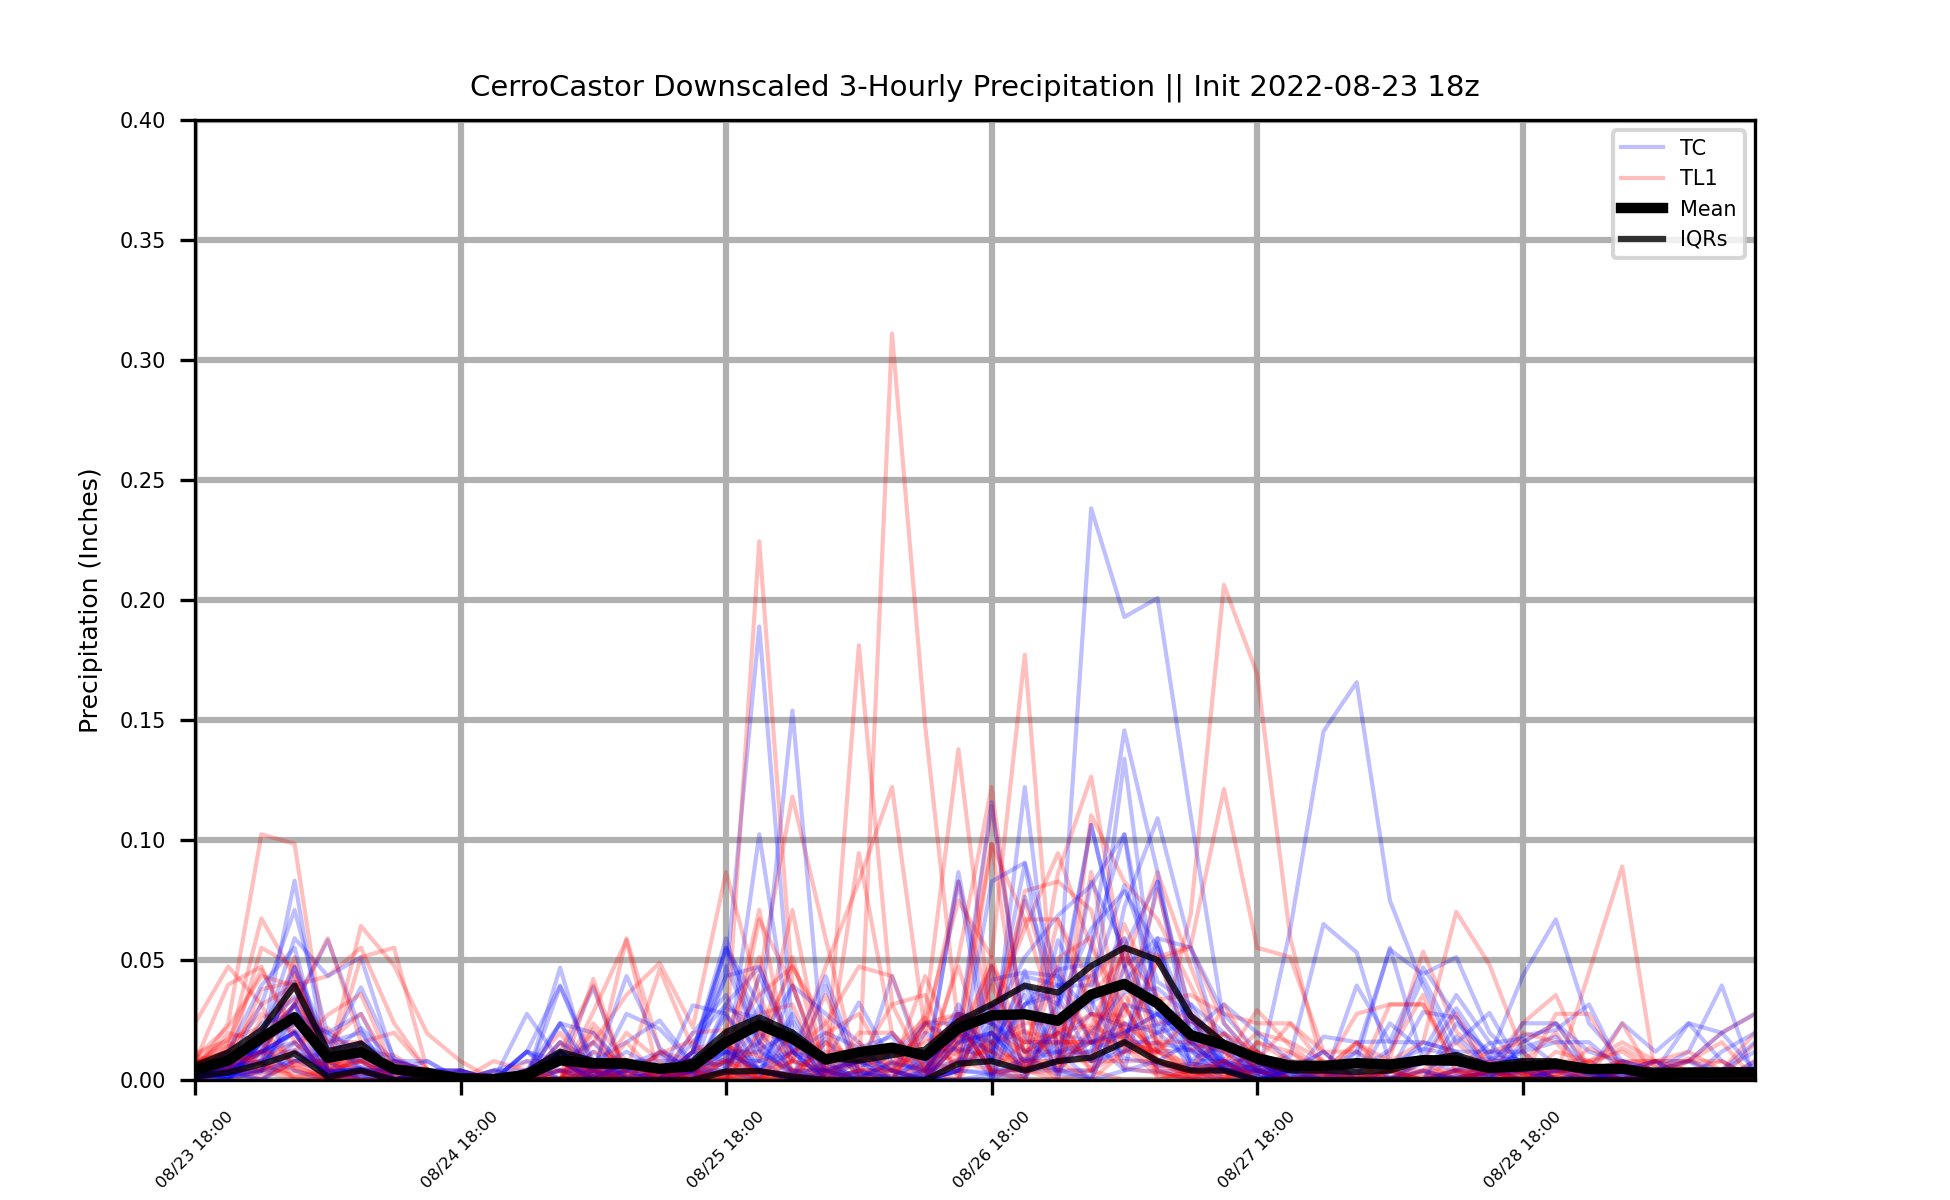 CerroCastor Downscaled 3-Hourly Precipitation || Init 2022-08-23 18z
TC
TL1
Mean
IQRs
Precipitation (Inches)
0.40
0.35
0.30
0.25
0.20
0.15
0.10
0.05
0.00
08/23 18:00
08/24 18:00
08/25 18:00
08/26 18:00
08/27 18:00
08/28 18:00